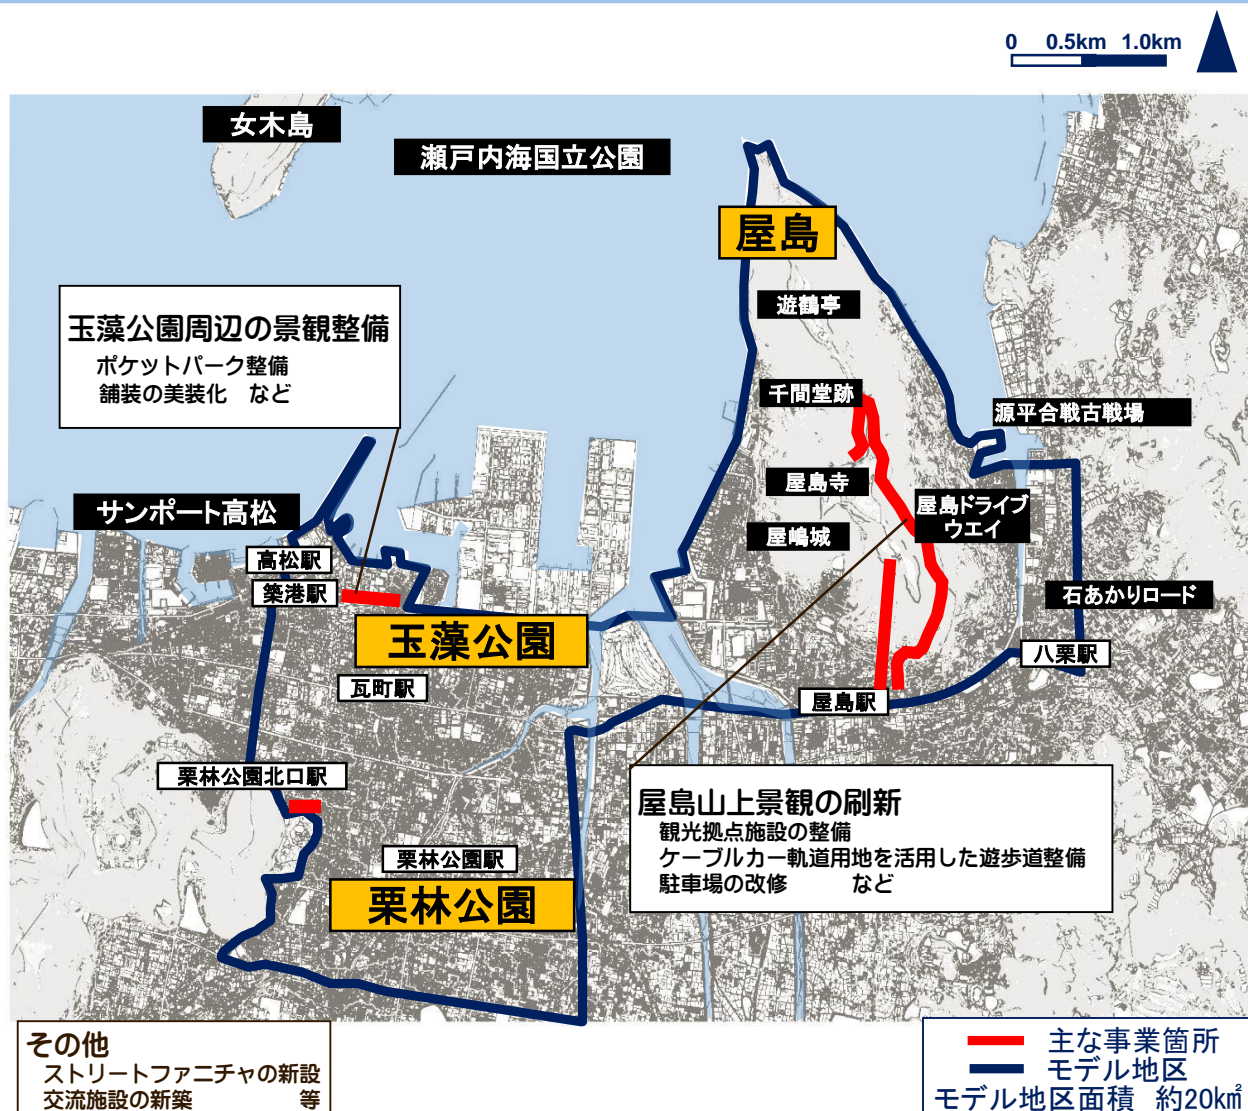 0 0.5km 1.0km
女木島
瀬戸内海国立公園
屋島
遊鶴亭
玉藻公園周辺の景観整備
ポケットパーク整備
舗装の美装化 など
千間堂跡
源平合戦古戦場
屋島寺
サンポート高松
屋島ドライブ
ウエイ
屋嶋城
高松駅
築港駅
石あかりロード
玉藻公園
八栗駅
瓦町駅
屋島駅
栗林公園北口駅
屋島山上景観の刷新
観光拠点施設の整備
ケーブルカー軌道用地を活用した遊歩道整備
駐車場の改修 など
栗林公園駅
栗林公園
その他
ストリートファニチャの新設
交流施設の新築 等
主な事業箇所
モデル地区
モデル地区面積 約20㎢